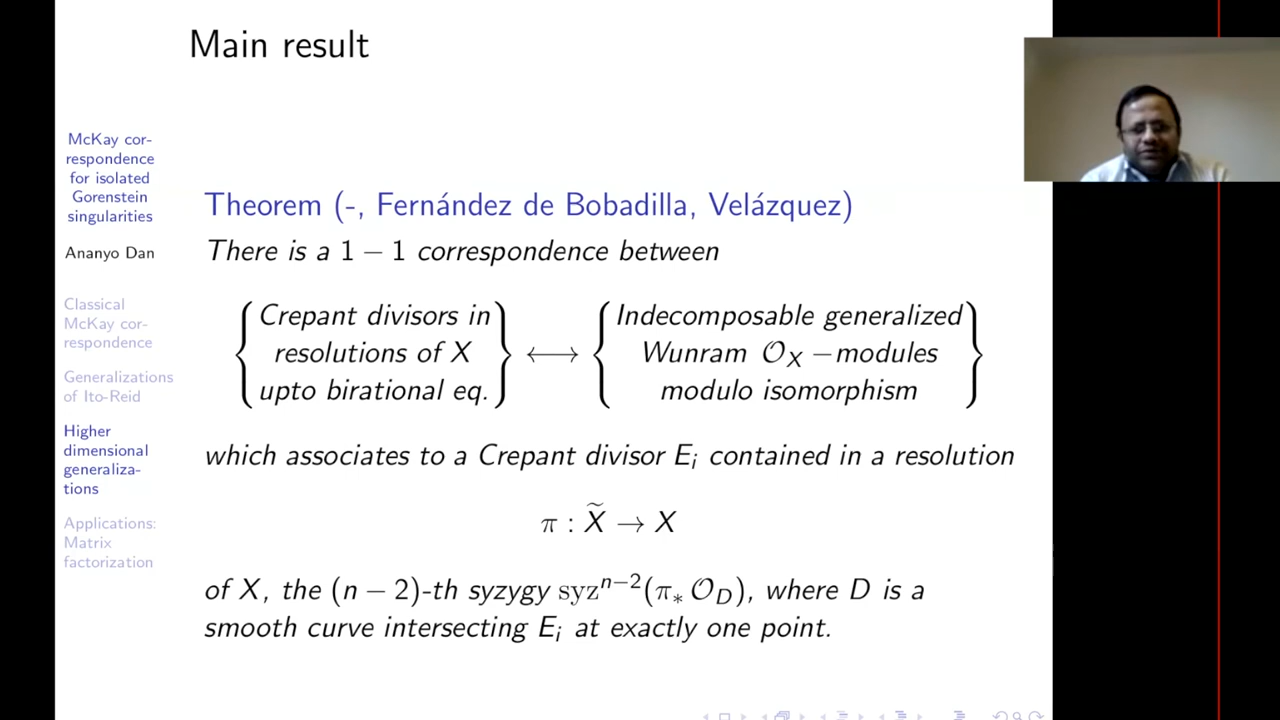 Main result
McKay cor-
respondence
for isolated
Gorenstein
singularities
Ananyo Dan
Classical
McKay cor-
respondence
Generalizations
of Ito-Reid
Higher
dimensional
generaliza-
tions
Applications:
Matrix
factorization
Theorem (-, Fernández de Bobadilla, Velázquez)
There is a 1 − 1 correspondence between
{Crepant divisors in
resolutions of X
upto birational eq.} ⟷ {Indecomposable generalized
Wunram 𝒪_X −modules
modulo isomorphism}
which associates to a Crepant divisor E_i contained in a resolution
π : X̃ → X
of X, the (n − 2)-th syzygy syz^{n−2}(π_* 𝒪_D), where D is a
smooth curve intersecting E_i at exactly one point.